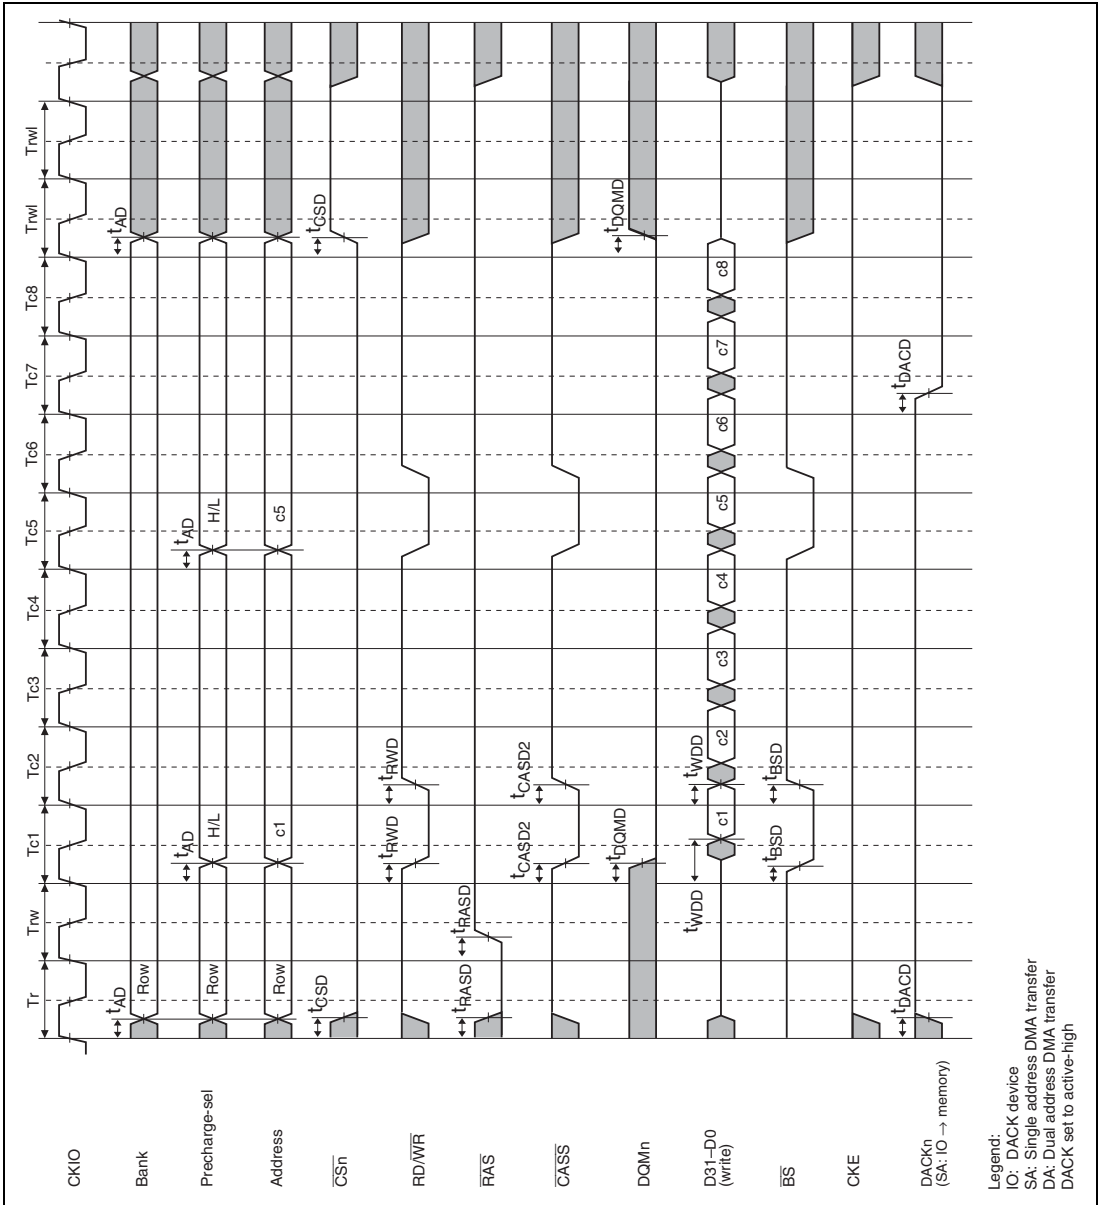 Tr Trw Tc1 Tc2 Tc3 Tc4 Tc5 Tc6 Tc7 Tc8 Trwl Trwl
CKIO
tAD tAD
Bank Row
tAD tAD
Precharge-sel Row H/L H/L
Address Row c1 c5
tCSD tCSD
CSn
tRWD tRWD
RD/WR
tRASD tRASD
RAS
tCASD2 tCASD2
CASS
tDQMD tDQMD
DQMn
tWDD tWDD
D31–D0
(write)
c1 c2 c3 c4 c5 c6 c7 c8
tBSD tBSD
BS
CKE
tDACD tDACD
DACKn
(SA: IO → memory)
Legend:
IO: DACK device
SA: Single address DMA transfer
DA: Dual address DMA transfer
DACK set to active-high